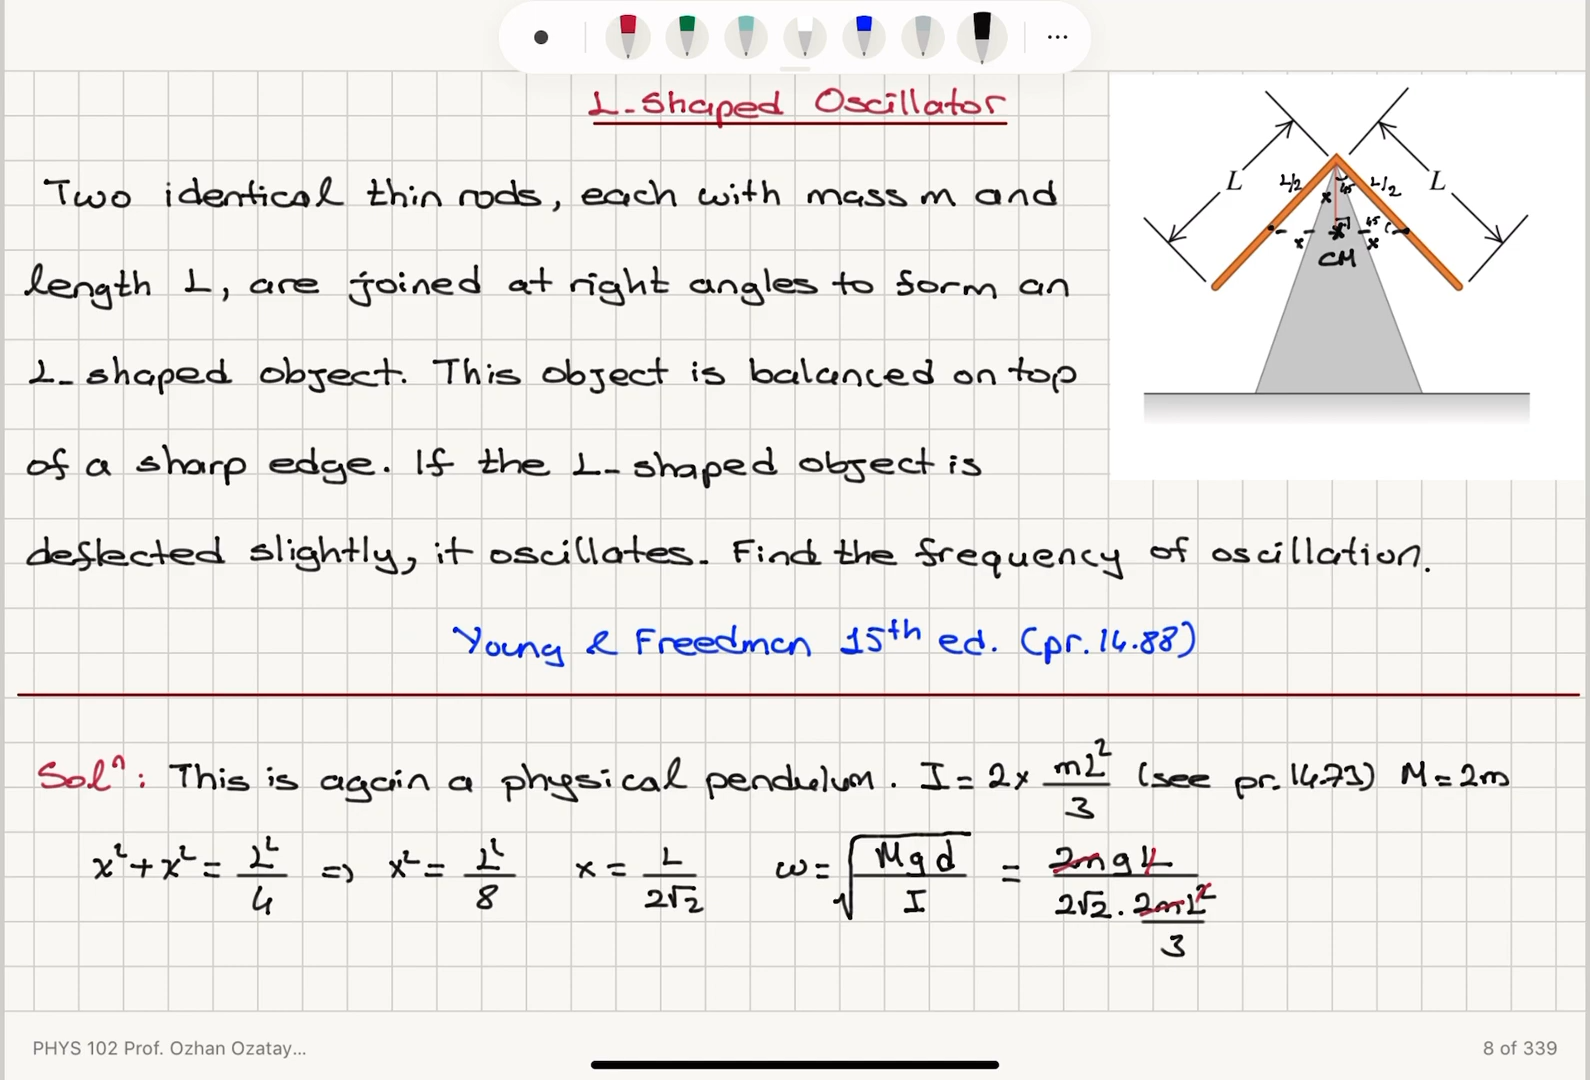 L-Shaped Oscillator
Two identical thin rods, each with mass m and
length L, are joined at right angles to form an
L-shaped object. This object is balanced on top
of a sharp edge. If the L-shaped object is
deflected slightly, it oscillates. Find the frequency of oscillation.
Young & Freedman 15th ed. (pr. 14.88)
L L/2 45 L/2 L
x 45
x x
CM
Solⁿ: This is again a physical pendulum. I = 2x mL²/3 (see pr. 14.73) M = 2m
x² + x² = L²/4 => x² = L²/8 x = L/2√2 ω = √(Mgd/I) = 2mgL/(2√2 . 2mL²/3)
PHYS 102 Prof. Ozhan Ozatay... 8 of 339